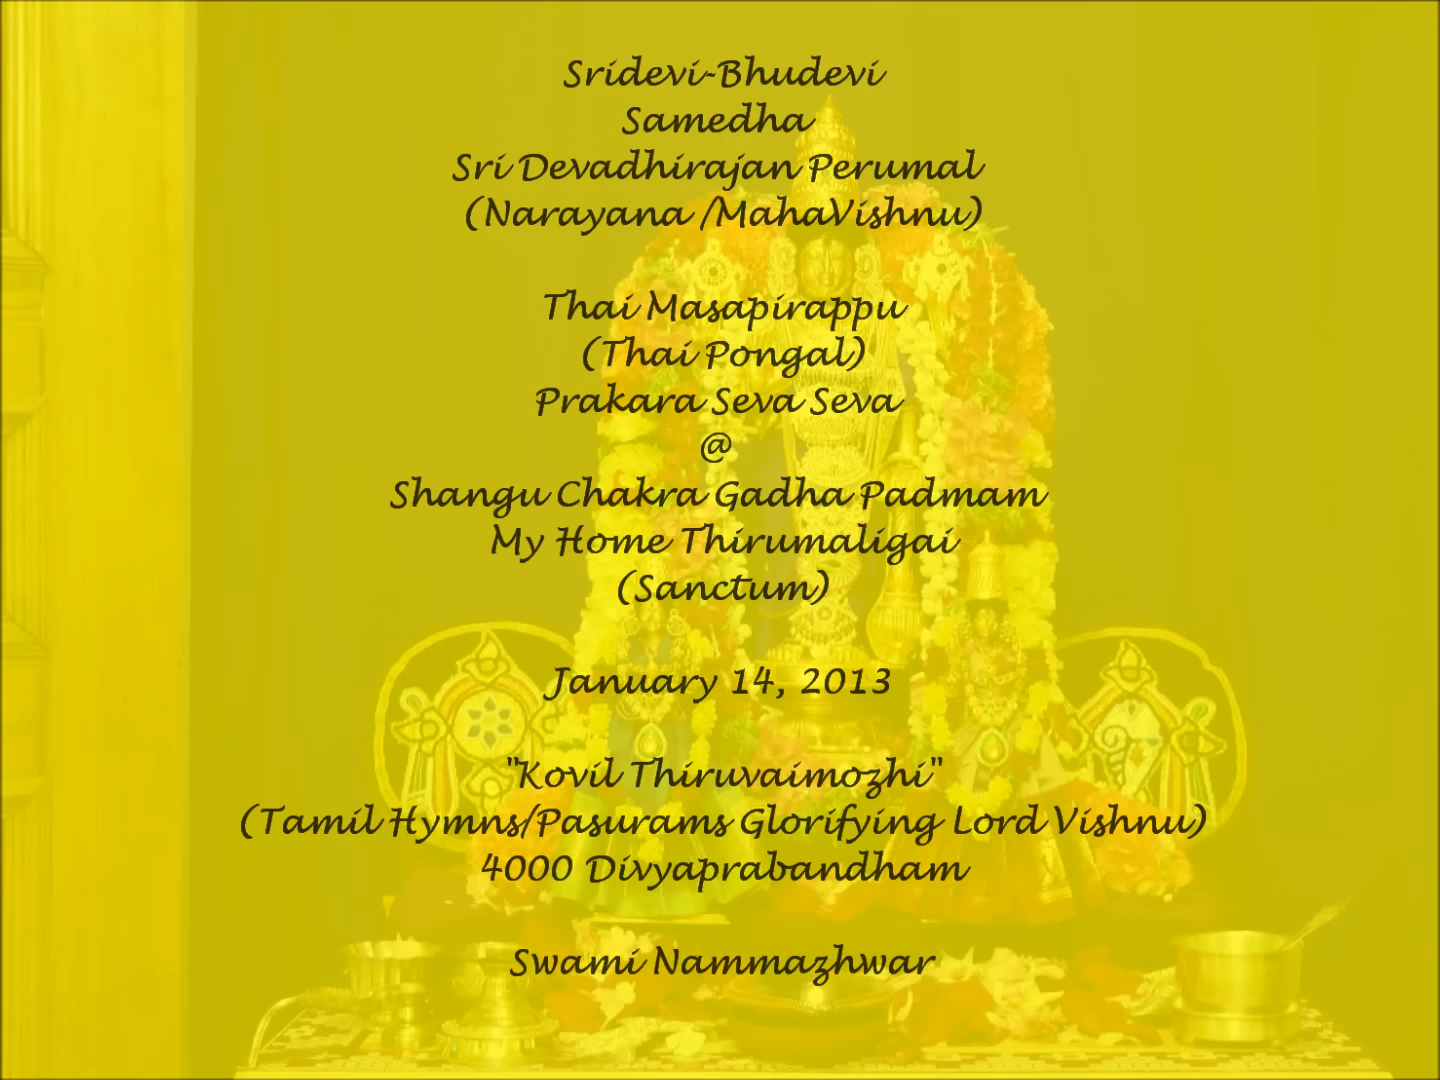 Sridevi-Bhudevi
Samedha
Sri Devadhirajan Perumal
(Narayana /MahaVishnu)
Thai Masapirappu
(Thai Pongal)
Prakara Seva Seva
@
Shangu Chakra Gadha Padmam
My Home Thirumaligai
(Sanctum)
January 14, 2013
"Kovil Thiruvaimozhi"
(Tamil Hymns/Pasurams Glorifying Lord Vishnu)
4000 Divyaprabandham
Swami Nammazhwar